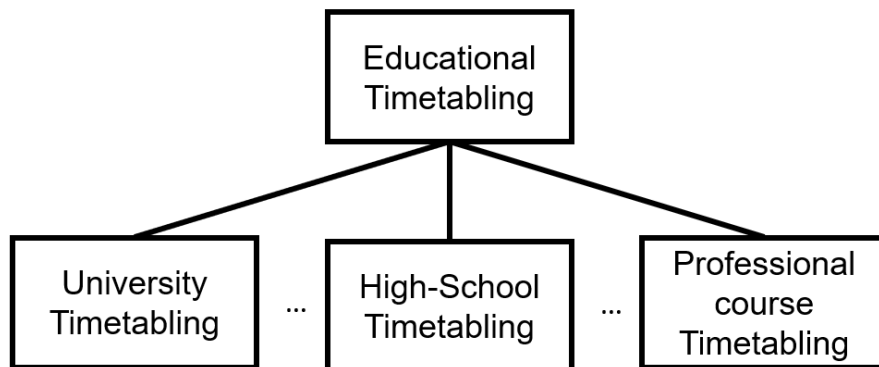 Educational
Timetabling
University
Timetabling
...
High-School
Timetabling
...
Professional
course
Timetabling